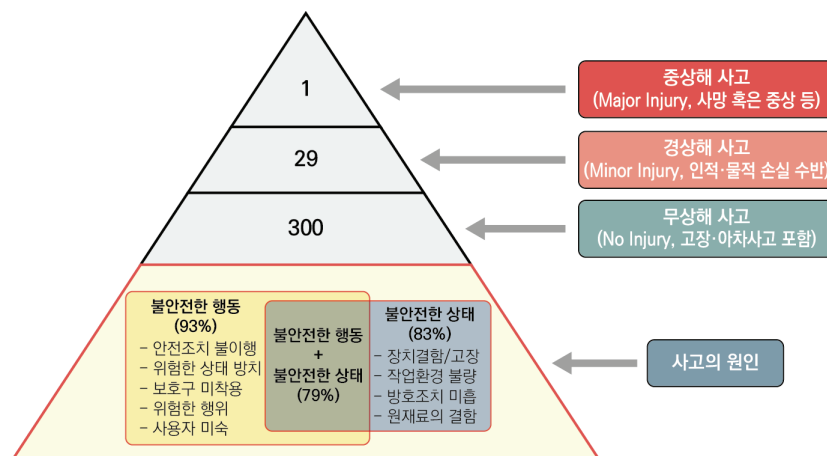 1
중상해 사고
(Major Injury, 사망 혹은 중상 등)
29
경상해 사고
(Minor Injury, 인적·물적 손실 수반)
300
무상해 사고
(No Injury, 고장·아차사고 포함)
불안전한 행동
(93%)
- 안전조치 불이행
- 위험한 상태 방치
- 보호구 미착용
- 위험한 행위
- 사용자 미숙
불안전한 행동
+
불안전한 상태
(79%)
불안전한 상태
(83%)
- 장치결함/고장
- 작업환경 불량
- 방호조치 미흡
- 원재료의 결함
사고의 원인